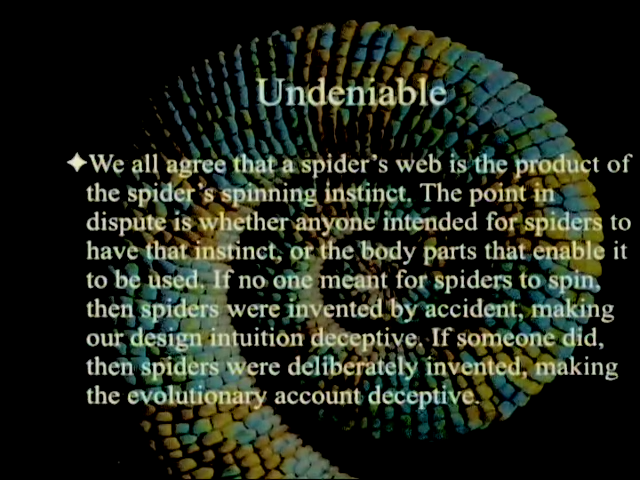 Undeniable
✦We all agree that a spider's web is the product of
the spider's spinning instinct. The point in
dispute is whether anyone intended for spiders to
have that instinct, or the body parts that enable it
to be used. If no one meant for spiders to spin,
then spiders were invented by accident, making
our design intuition deceptive. If someone did,
then spiders were deliberately invented, making
the evolutionary account deceptive.